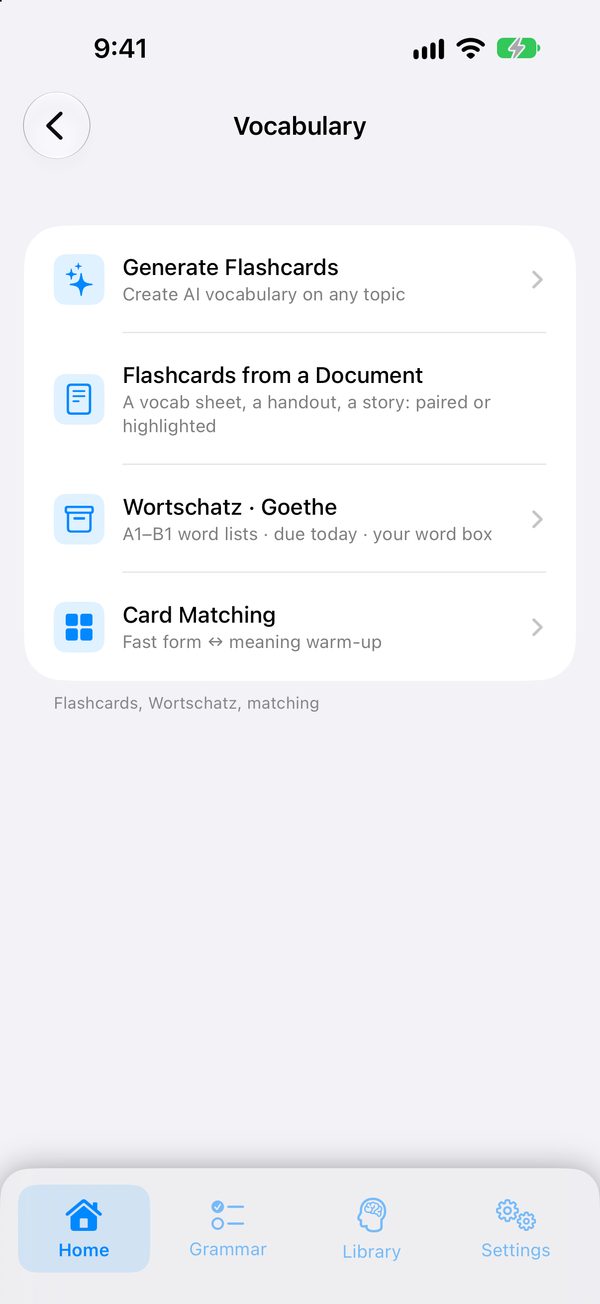 9:41
Vocabulary
Generate Flashcards
Create AI vocabulary on any topic
Flashcards from a Document
A vocab sheet, a handout, a story: paired or
highlighted
Wortschatz · Goethe
A1–B1 word lists · due today · your word box
Card Matching
Fast form ↔ meaning warm-up
Flashcards, Wortschatz, matching
Home
Grammar
Library
Settings